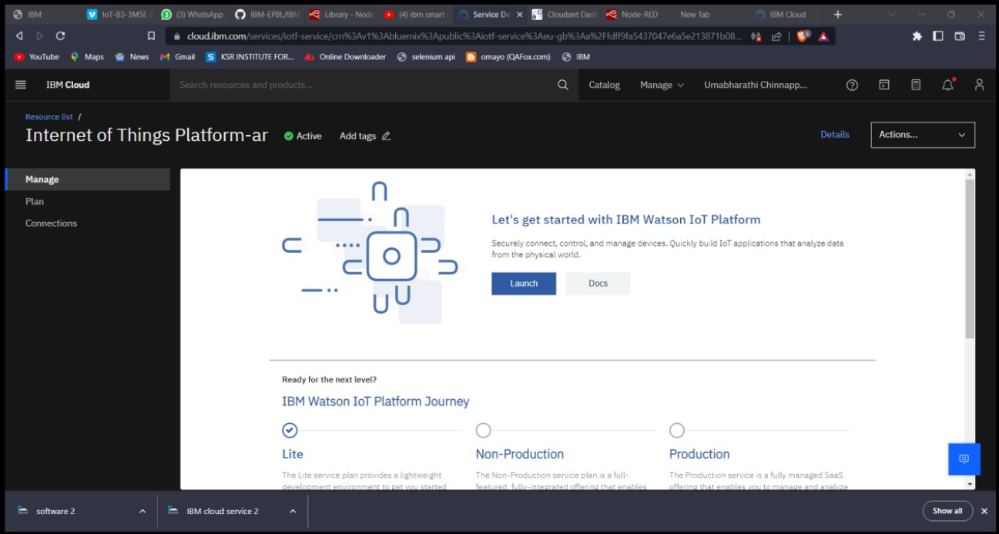 IBM
IoT-B3-3M5E
(3) WhatsApp
IBM-EPBL/IBM
Library - Node
(4) ibm smart
Service De
Cloudant Dash
Node-RED
New Tab
IBM Cloud
cloud.ibm.com/services/iotf-service/crn%3Av1%3Abluemix%3Apublic%3Aiotf-service%3Aeu-gb%3Aa%2Ffdff9fa5437047e6a5e213871b08...
YouTube
Maps
News
Gmail
KSR INSTITUTE FOR...
Online Downloader
selenium api
omayo (QAFox.com)
IBM
IBM Cloud
Search resources and products...
Catalog
Manage
Umabharathi Chinnapp...
Resource list /
Internet of Things Platform-ar
Active
Add tags
Details
Actions...
Manage
Plan
Connections
Let's get started with IBM Watson IoT Platform
Securely connect, control, and manage devices. Quickly build IoT applications that analyze data
from the physical world.
Launch
Docs
Ready for the next level?
IBM Watson IoT Platform Journey
Lite
Non-Production
Production
The Lite service plan provides a lightweight
development environment to get you started
The Non-Production service plan is a full-
featured, fully-integrated offering that enables
The Production service is a fully managed SaaS
offering that enables you to manage and analyze
software 2
IBM cloud service 2
Show all